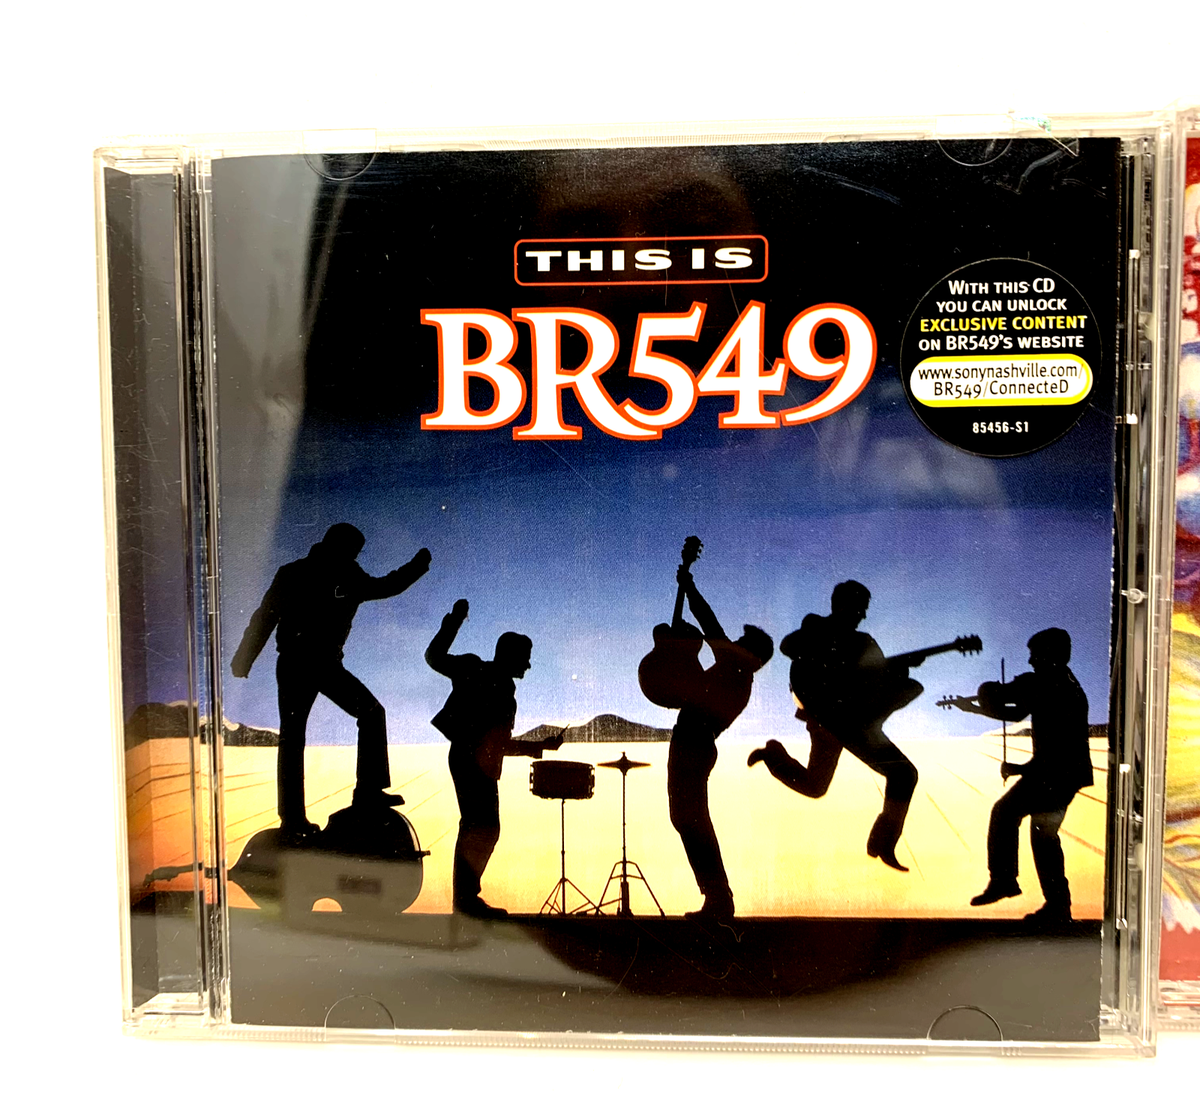 THIS IS
BR549
WITH THIS CD
YOU CAN UNLOCK
EXCLUSIVE CONTENT
ON BR549'S WEBSITE
www.sonynashville.com/
BR549/ConnecteD
85456-S1